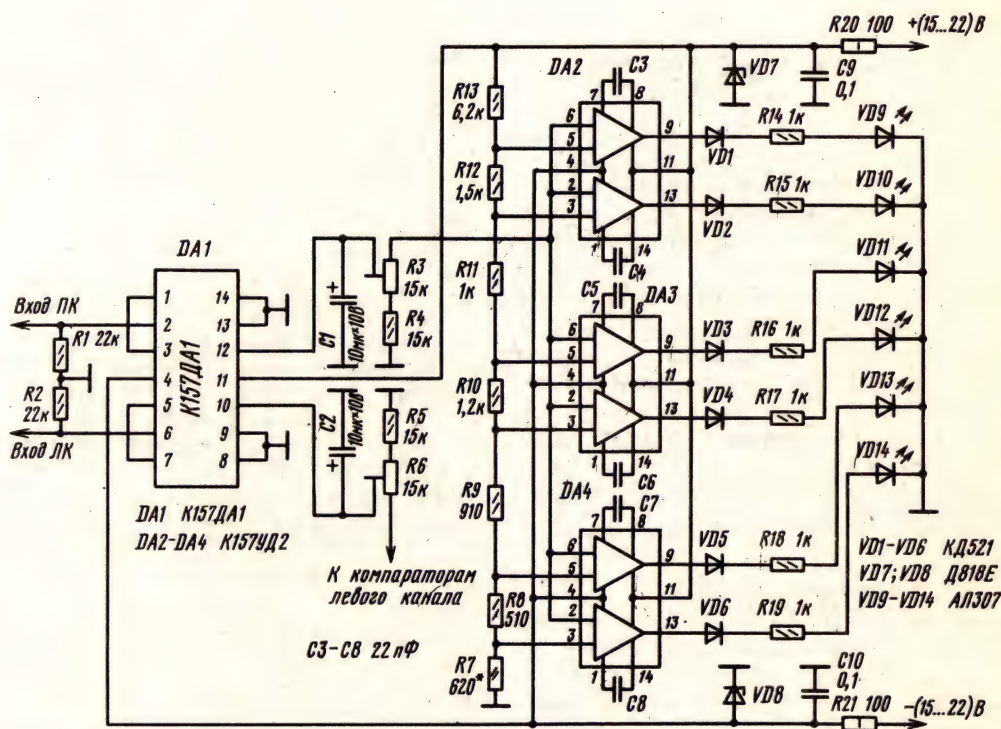 R20 100 +(15...22)В
DA2
C3
VD7
C9
0,1
R13
6,2к
7
8
6
5
9
VD1
R14 1к
VD9
4
11
R12
1,5к
2
3
13
VD2
R15 1к
VD10
1
14
C4
DA1
R3
15к
R11
1к
C5
DA3
VD11
Вход ПК
1
14
7
8
2
13
R1 22к
C1
10мк×10В
R4
15к
6
9
VD3
R16 1к
VD12
3
12
5
К157ДА1
4
11
4
11
R2
22к
5
10
R10
1,2к
2
13
VD4
R17 1к
VD13
C2
10мк×10В
R5
15к
3
6
9
Вход ЛК
7
8
R6
15к
1
14
C6
VD14
R9
910
DA4
C7
7
8
DA1 К157ДА1
DA2-DA4 К157УД2
6
9
VD5
R18 1к
VD1-VD6 КД521
5
VD7;VD8 Д818Е
К компараторам
левого канала
R8
510
4
11
VD9-VD14 АЛ307
2
13
VD6
R19 1к
3
C3-C8 22пФ
R7
620*
1
14
C8
VD8
C10
0,1
R21 100 -(15...22)В